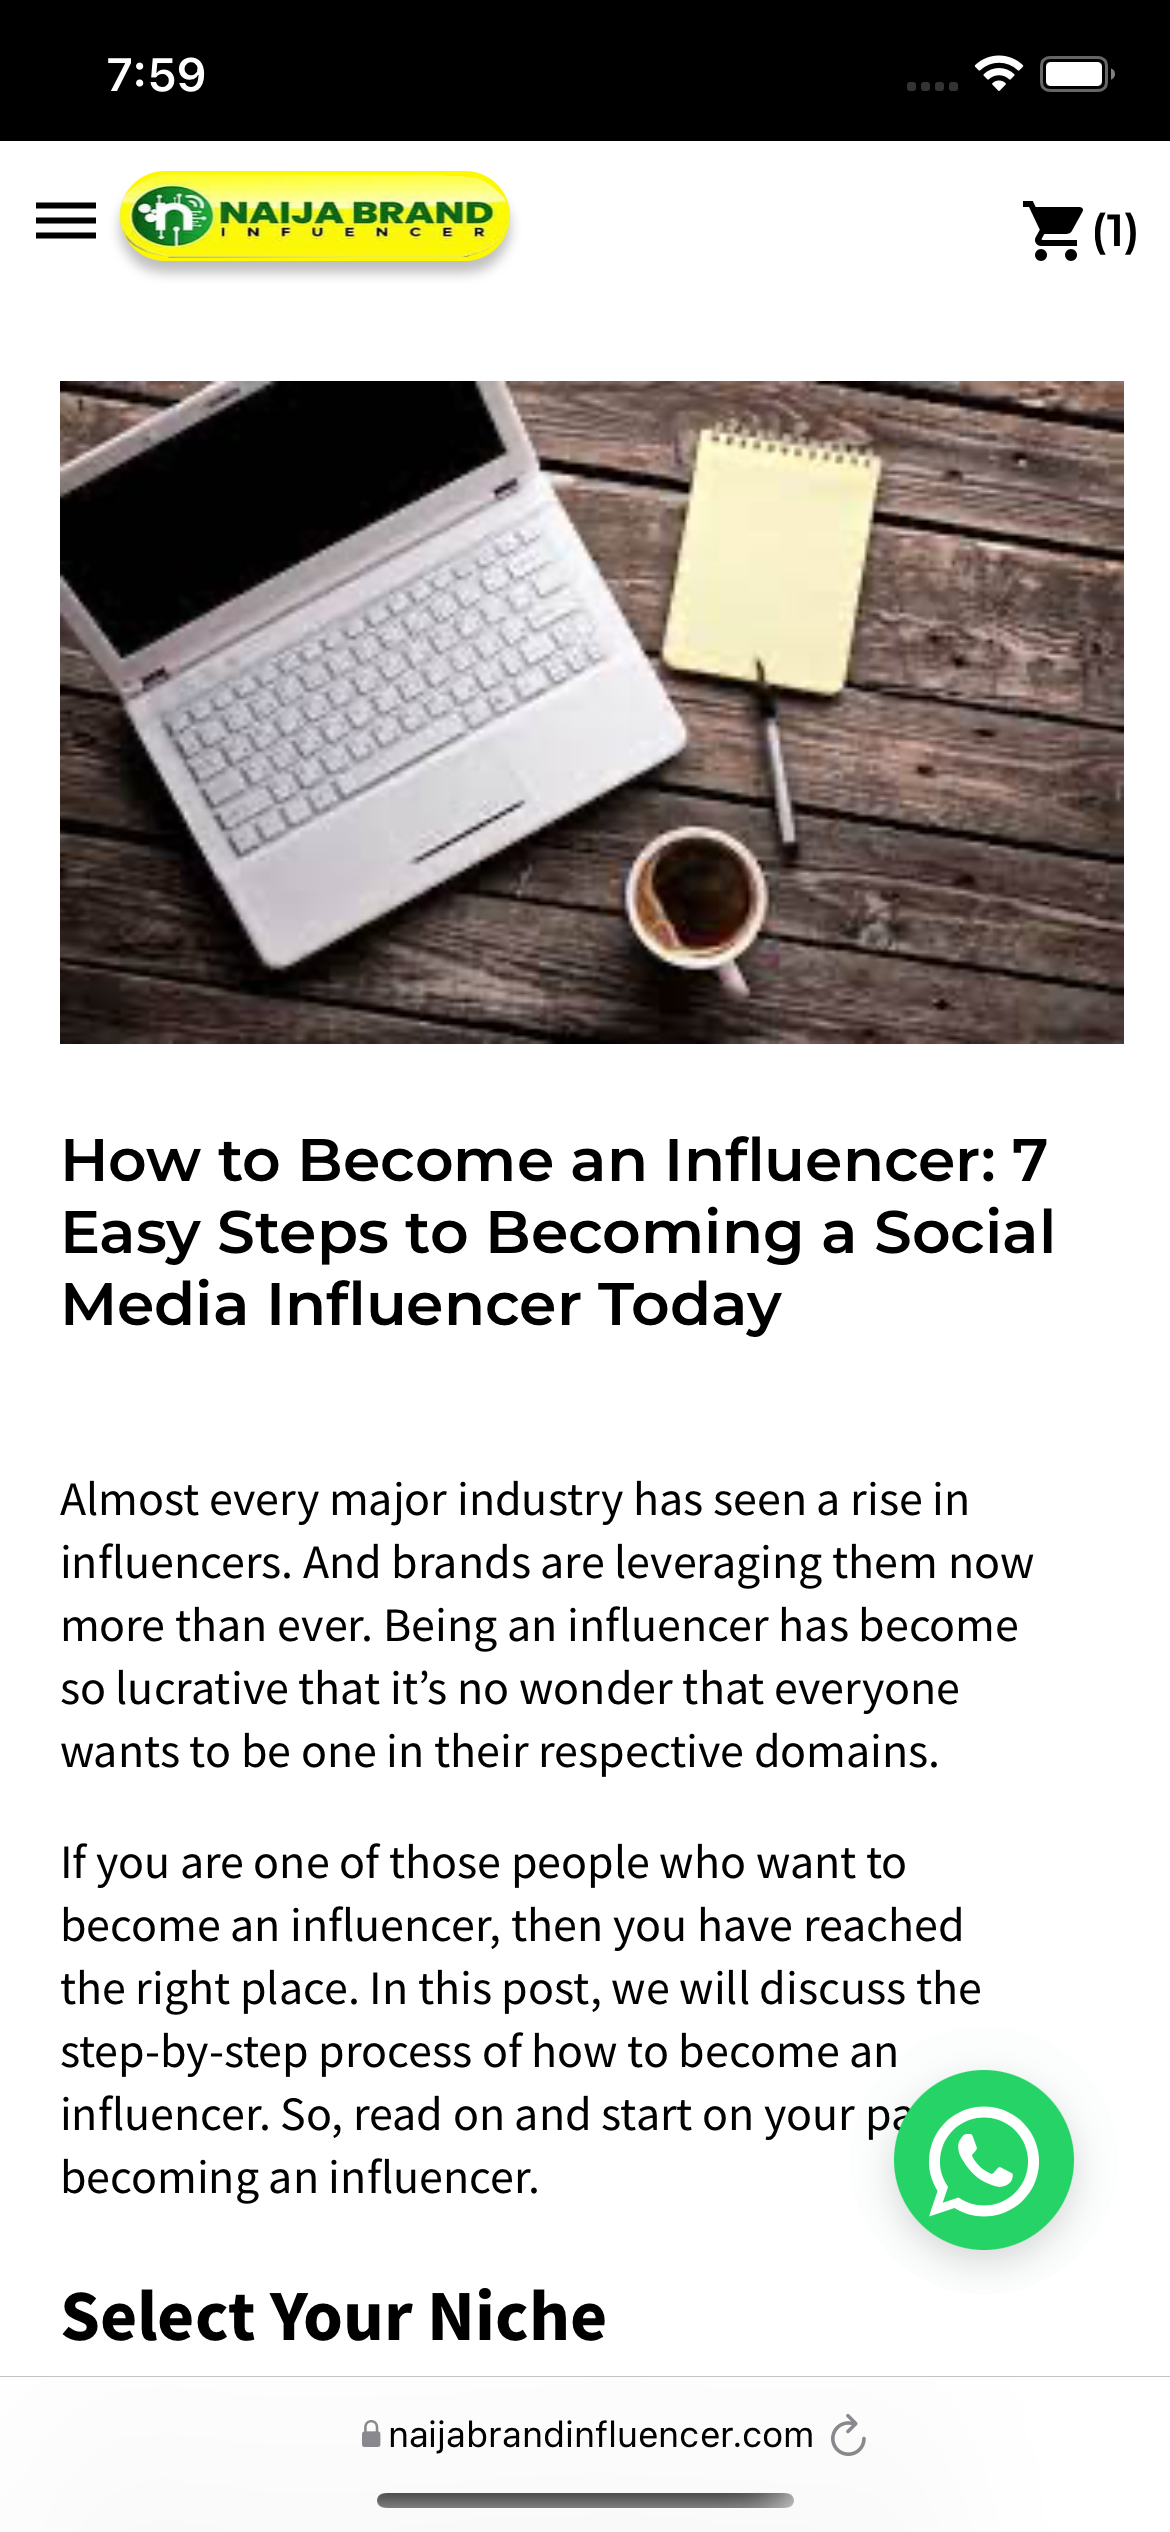 7:59
NAIJA BRAND
INFUENCER
(1)
How to Become an Influencer: 7
Easy Steps to Becoming a Social
Media Influencer Today
Almost every major industry has seen a rise in
influencers. And brands are leveraging them now
more than ever. Being an influencer has become
so lucrative that it’s no wonder that everyone
wants to be one in their respective domains.
If you are one of those people who want to
become an influencer, then you have reached
the right place. In this post, we will discuss the
step-by-step process of how to become an
influencer. So, read on and start on your
becoming an influencer.
Select Your Niche
naijabrandinfluencer.com